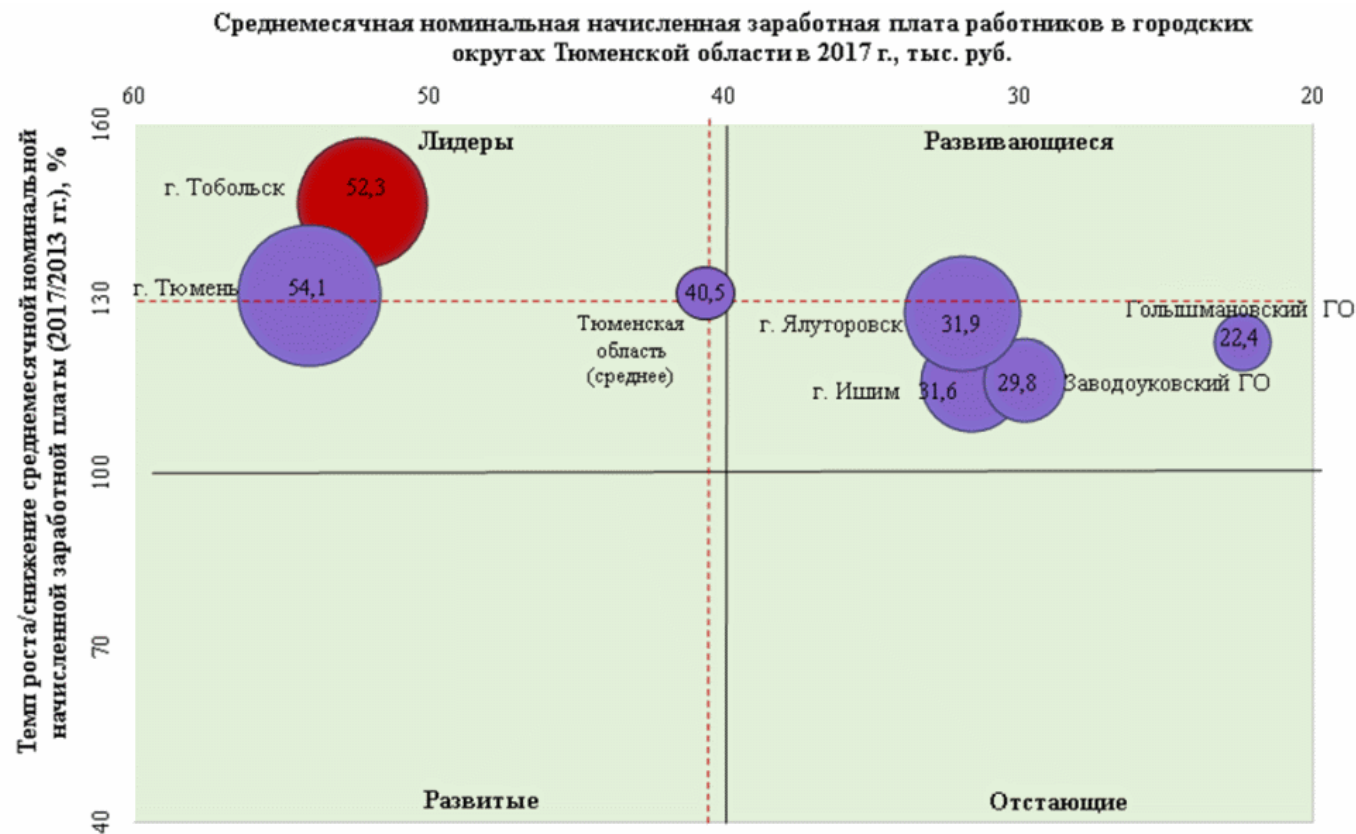 Среднемесячная номинальная начисленная заработная плата работников в городских
округах Тюменской области в 2017 г., тыс. руб.
60 50 40 30 20
Темп роста/снижение среднемесячной номинальной
начисленной заработной платы (2017/2013 гг.), %
160
130
100
70
40
Лидеры
Развивающиеся
г. Тобольск
52,3
г. Тюмень
54,1
40,5
Тюменская
область
(среднее)
г. Ялуторовск
31,9
Голышмановский ГО
22,4
г. Ишим
31,6
29,8
Заводоуковский ГО
Развитые
Отстающие